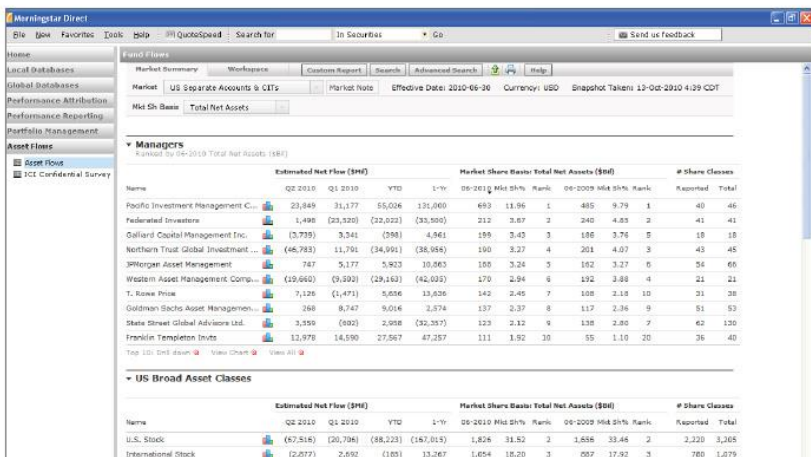 Morningstar Direct
File New Favorites Tools Help QuoteSpeed Search for In Securities Go Send us feedback
Home
Local Databases
Global Databases
Performance Attribution
Performance Reporting
Portfolio Management
Asset Flows
Asset Flows
ICI Confidential Survey
Fund Flows
Market Summary Workspace Custom Report Search Advanced Search Help
Market US Separate Accounts & CITs Market Note Effective Date: 2010-06-30 Currency: USD Snapshot Taken: 13-Oct-2010 4:39 CDT
Mkt Sh Basis Total Net Assets
Managers
Ranked by 06-2010 Total Net Assets ($Bil)
Estimated Net Flow ($Mil) Market Share Basis: Total Net Assets ($Bil) # Share Classes
Name Q2 2010 Q1 2010 YTD 1-Yr 06-2010 Mkt Sh% Rank 06-2009 Mkt Sh% Rank Reported Total
Pacific Investment Management C... 23,849 31,177 55,026 131,000 693 11.96 1 485 9.79 1 40 46
Federated Investors 1,498 (23,520) (22,022) (33,500) 212 3.67 2 240 4.85 2 41 41
Galliard Capital Management Inc. (3,739) 3,341 (398) 4,861 199 3.43 3 186 3.76 5 18 18
Northern Trust Global Investment ... (46,783) 11,791 (34,991) (38,956) 190 3.27 4 201 4.07 3 43 45
JPMorgan Asset Management 747 5,177 5,923 10,863 188 3.24 5 162 3.27 6 54 66
Western Asset Management Comp... (19,660) (9,503) (29,163) (42,035) 170 2.94 6 192 3.88 4 21 21
T. Rowe Price 7,126 (1,471) 5,656 13,636 142 2.45 7 108 2.18 10 31 38
Goldman Sachs Asset Managemen... 268 8,747 9,016 2,574 137 2.37 8 117 2.36 9 51 53
State Street Global Advisors Ltd. 3,559 (602) 2,958 (32,357) 123 2.12 9 138 2.80 7 62 130
Franklin Templeton Invts 12,978 14,590 27,567 47,257 111 1.92 10 55 1.10 20 36 40
Top 10: Drill down View Chart View All
US Broad Asset Classes
Estimated Net Flow ($Mil) Market Share Basis: Total Net Assets ($Bil) # Share Classes
Name Q2 2010 Q1 2010 YTD 1-Yr 06-2010 Mkt Sh% Rank 06-2009 Mkt Sh% Rank Reported Total
U.S. Stock (67,516) (20,706) (88,223) (167,015) 1,826 31.52 2 1,656 33.46 2 2,220 3,205
International Stock (2,877) 2,692 (185) 13,267 1,054 18.20 3 887 17.92 3 780 1,079